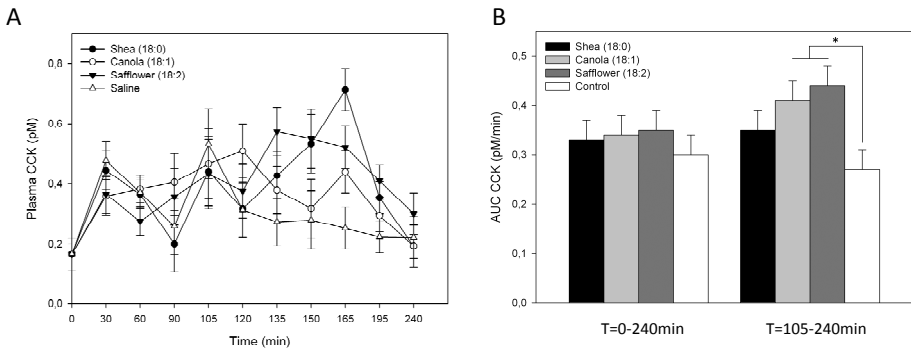 A
Plasma CCK (pM)
0,8
0,6
0,4
0,2
0,0
Shea (18:0)
Canola (18:1)
Safflower (18:2)
Saline
0 30 60 90 105 120 135 150 165 195 240
Time (min)
B
AUC CCK (pM/min)
0,5
0,4
0,3
0,2
0,1
0,0
Shea (18:0)
Canola (18:1)
Safflower (18:2)
Control
*
T=0-240min T=105-240min